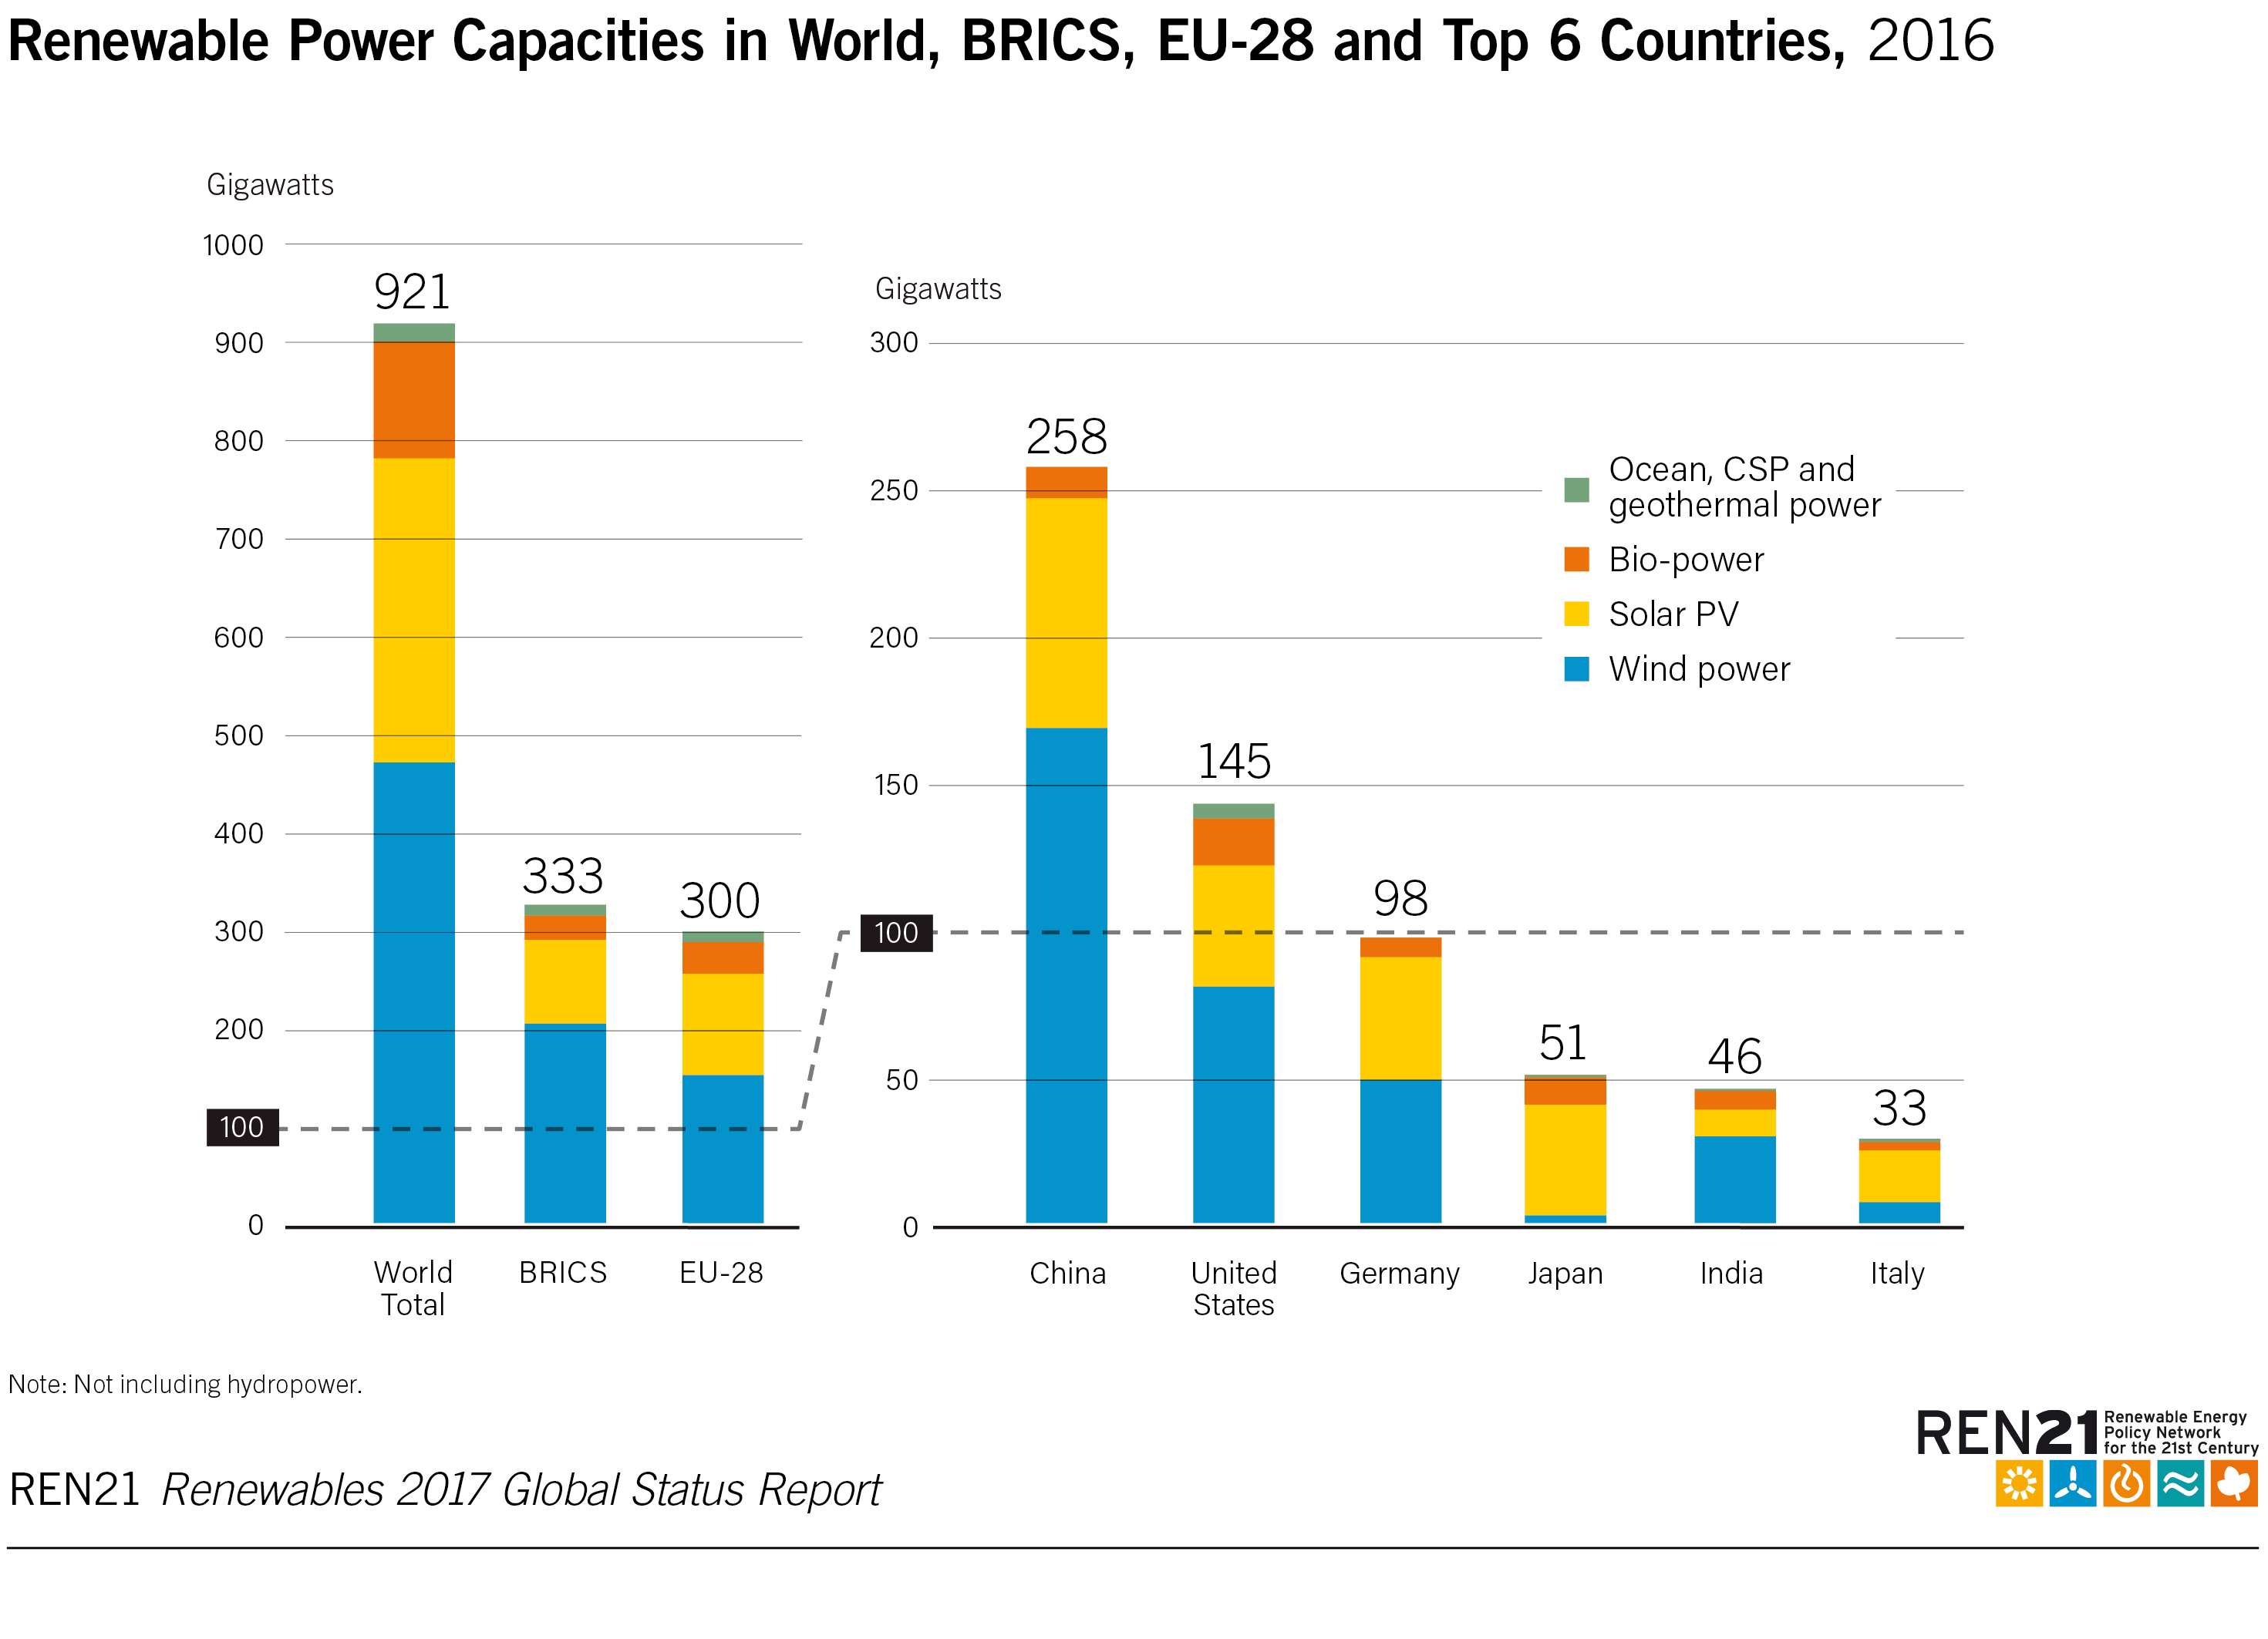 Renewable Power Capacities in World, BRICS, EU-28 and Top 6 Countries, 2016
Gigawatts
1000
900
800
700
600
500
400
300
200
100
0
921
333
300
World
Total
BRICS
EU-28
Gigawatts
300
250
200
150
100
50
0
258
145
98
51
46
33
China
United
States
Germany
Japan
India
Italy
Ocean, CSP and
geothermal power
Bio-power
Solar PV
Wind power
Note: Not including hydropower.
REN21 Renewables 2017 Global Status Report
REN21
Renewable Energy
Policy Network
for the 21st Century